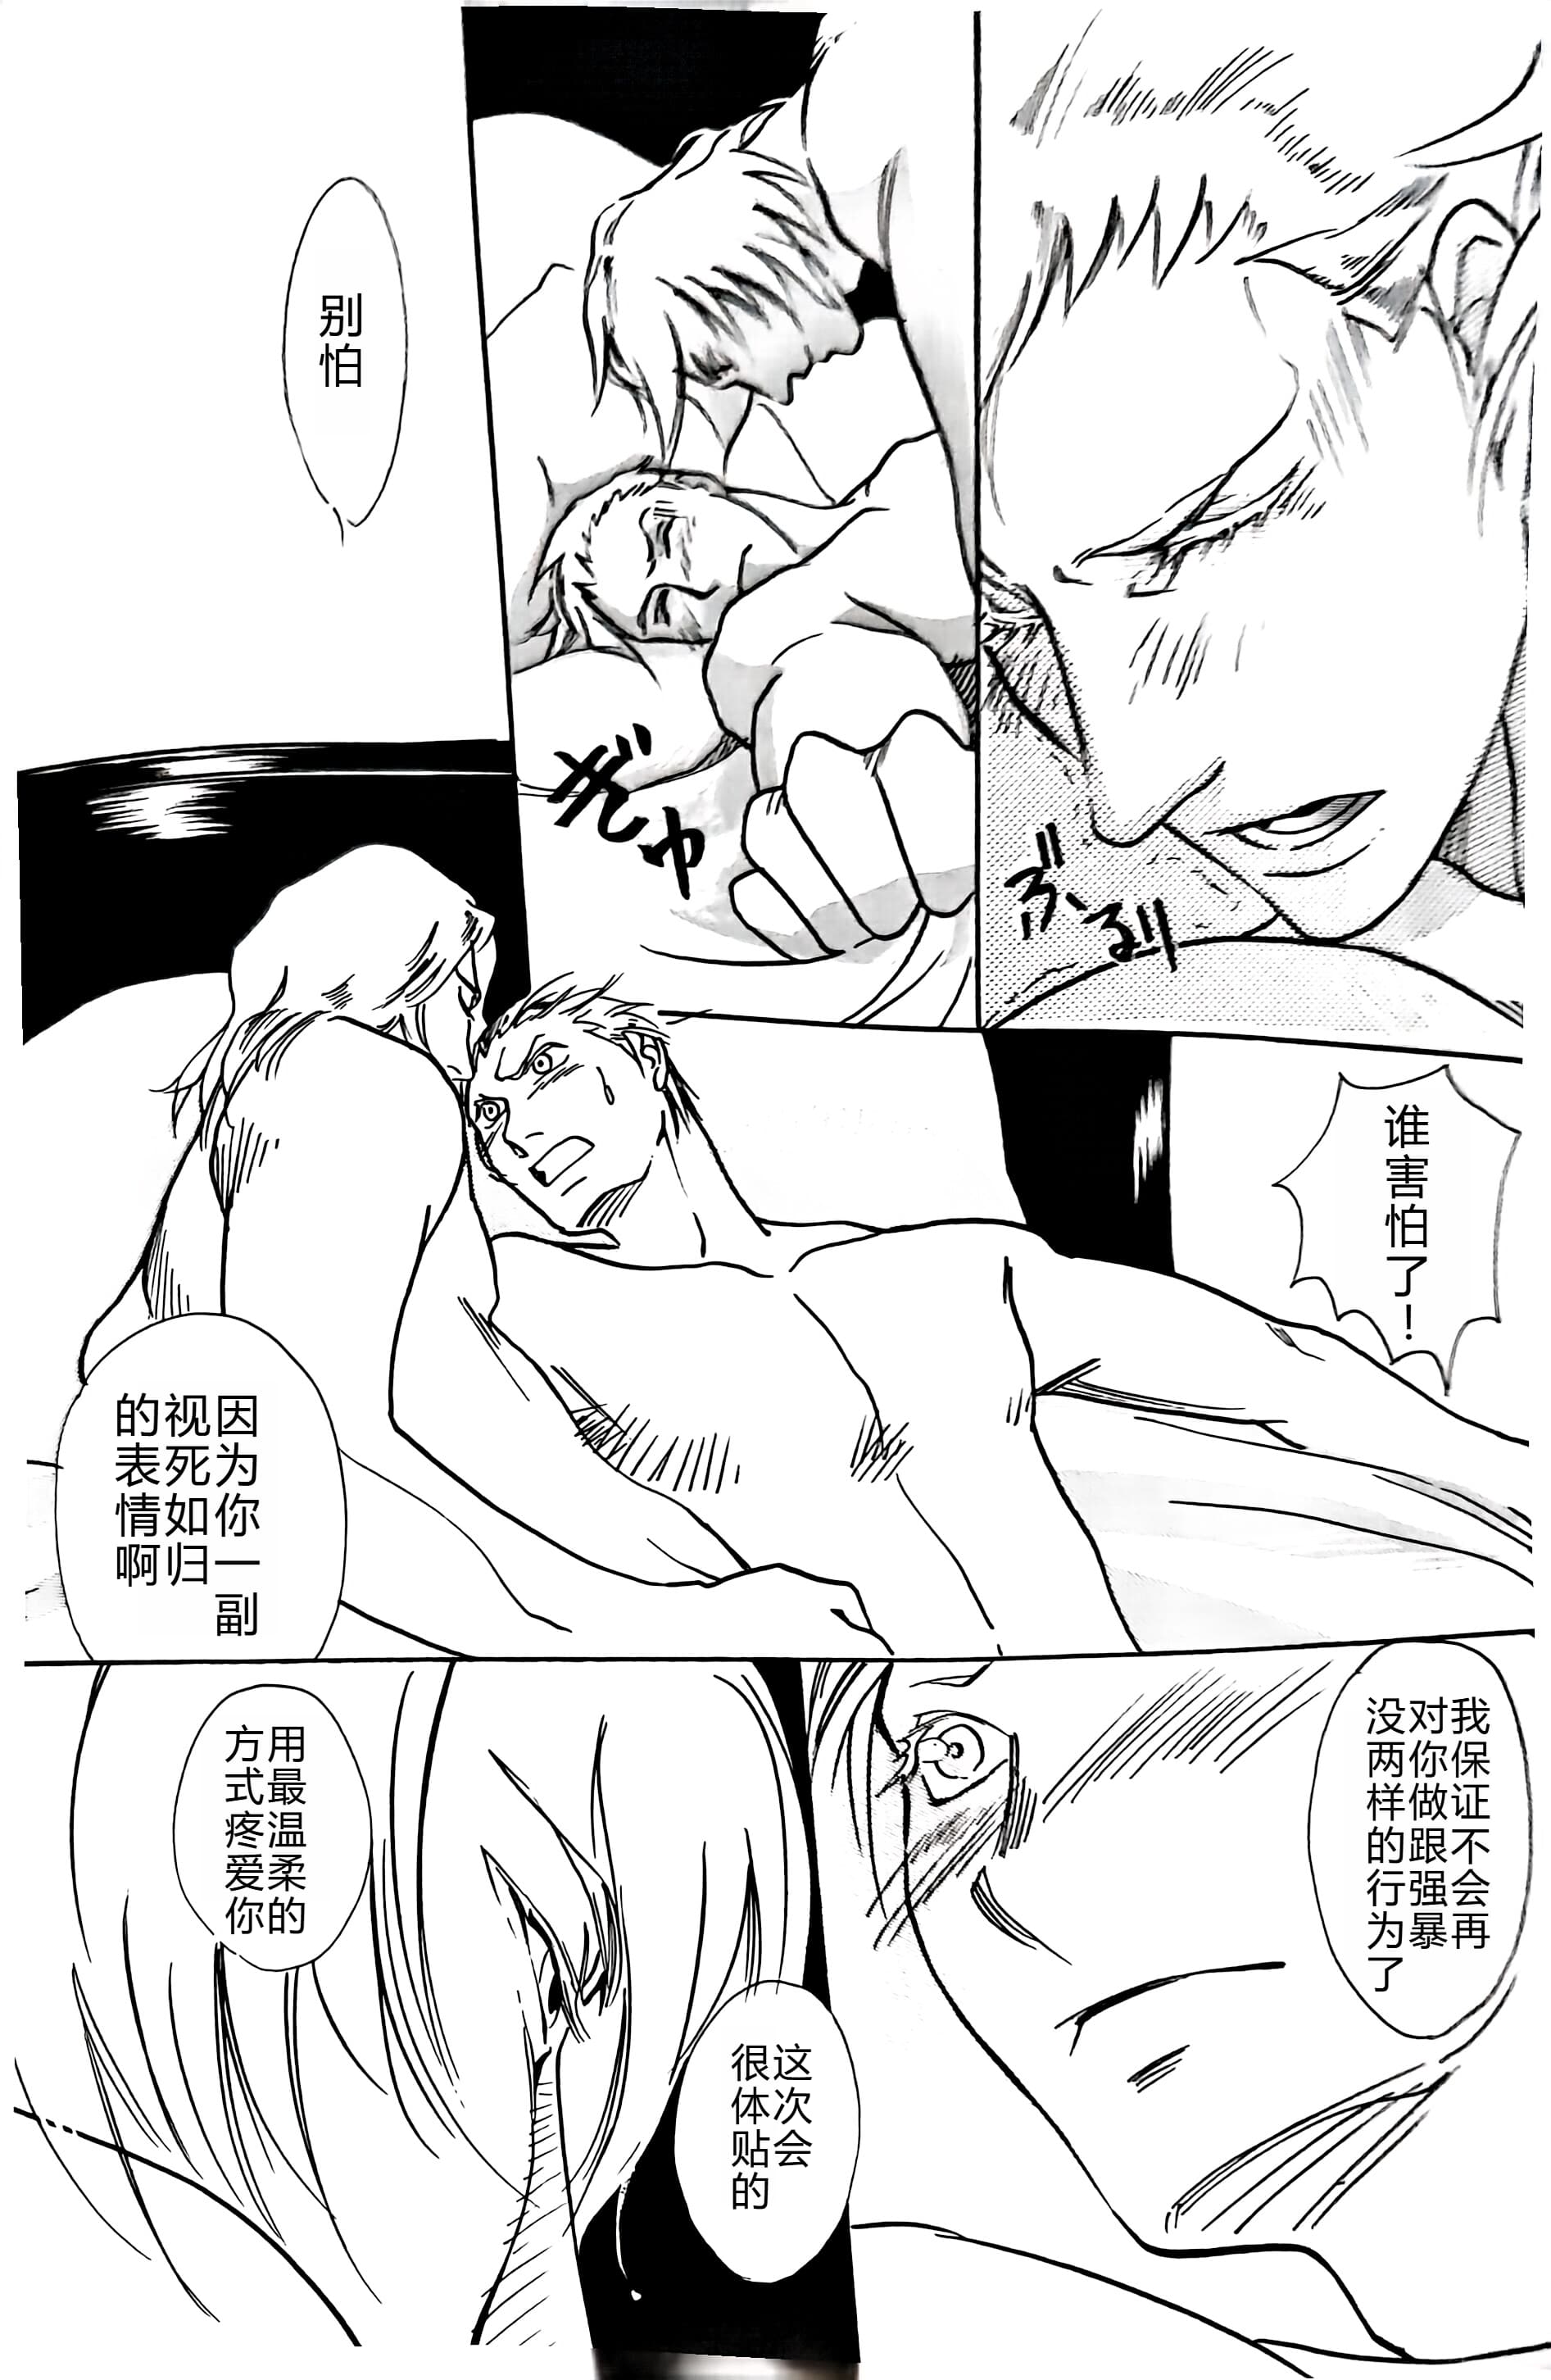 ぶるっ
ぎゅ
别怕
谁害怕了！
因为你一副
视死如归
的表情啊
我保证不会再
对你做跟强暴
没两样的行为了
这次会
很体贴的
用最温柔的
方式疼爱你